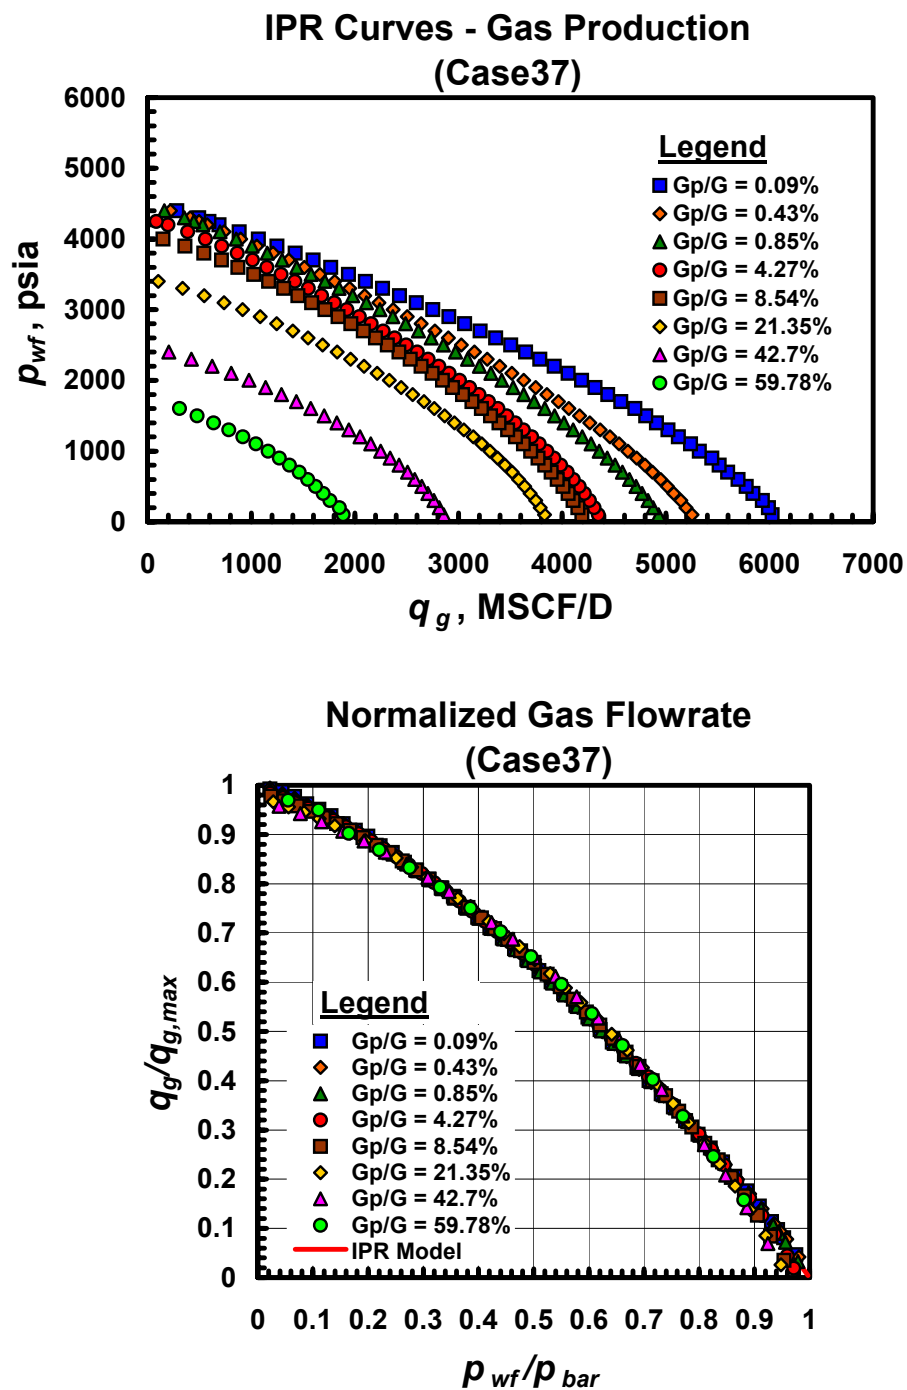 IPR Curves - Gas Production
(Case37)
6000
5000
4000
3000
2000
1000
0
p wf , psia
Legend
Gp/G = 0.09%
Gp/G = 0.43%
Gp/G = 0.85%
Gp/G = 4.27%
Gp/G = 8.54%
Gp/G = 21.35%
Gp/G = 42.7%
Gp/G = 59.78%
0 1000 2000 3000 4000 5000 6000 7000
q g , MSCF/D
Normalized Gas Flowrate
(Case37)
1
0.9
0.8
0.7
0.6
0.5
0.4
0.3
0.2
0.1
0
q g /q g,max
Legend
Gp/G = 0.09%
Gp/G = 0.43%
Gp/G = 0.85%
Gp/G = 4.27%
Gp/G = 8.54%
Gp/G = 21.35%
Gp/G = 42.7%
Gp/G = 59.78%
IPR Model
0 0.1 0.2 0.3 0.4 0.5 0.6 0.7 0.8 0.9 1
p wf /p bar